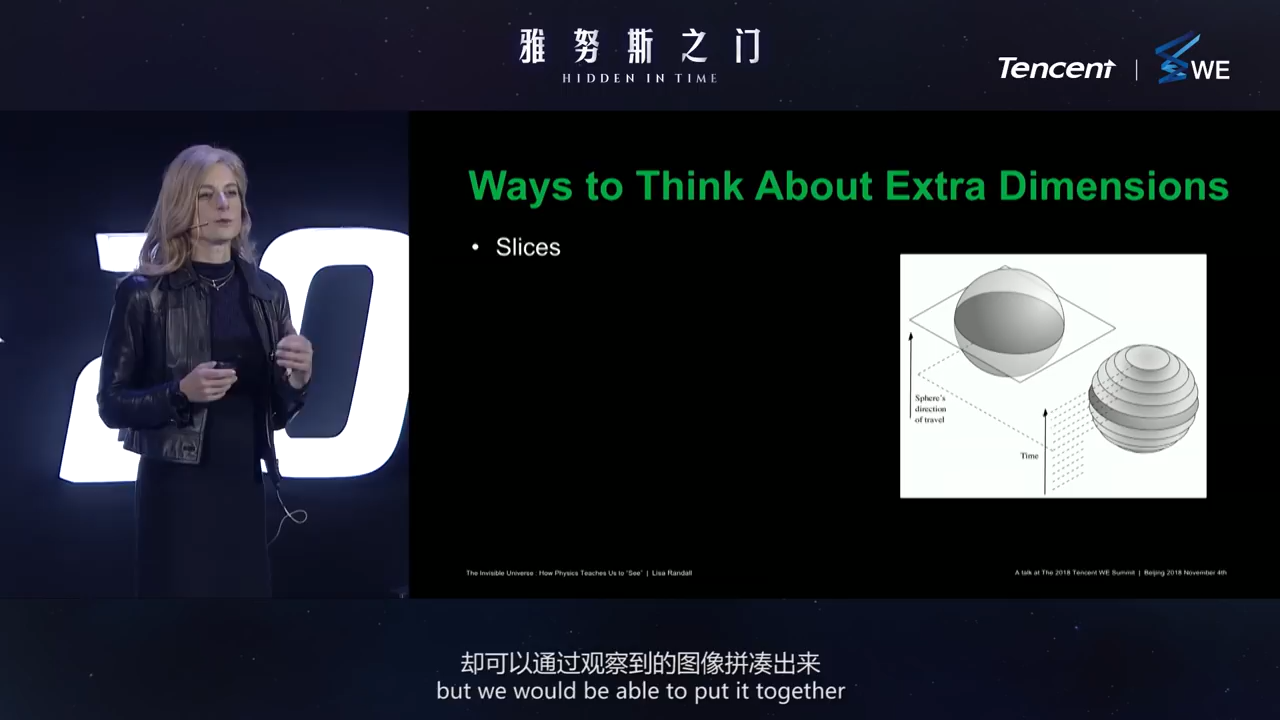 雅努斯之门
HIDDEN IN TIME
Tencent | WE
20
Ways to Think About Extra Dimensions
• Slices
Sphere's
direction
of travel
Time
The Invisible Universe : How Physics Teaches Us to "See" | Lisa Randall
A talk at The 2018 Tencent WE Summit | Beijing 2018 November 4th
却可以通过观察到的图像拼凑出来
but we would be able to put it together